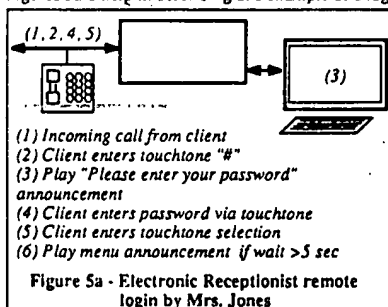 (1, 2, 4, 5)
(3)
(1) Incoming call from client
(2) Client enters touchtone "#"
(3) Play "Please enter your password"
announcement
(4) Client enters password via touchtone
(5) Client enters touchtone selection
(6) Play menu announcement if wait >5 sec
Figure 5a - Electronic Receptionist remote
login by Mrs. Jones